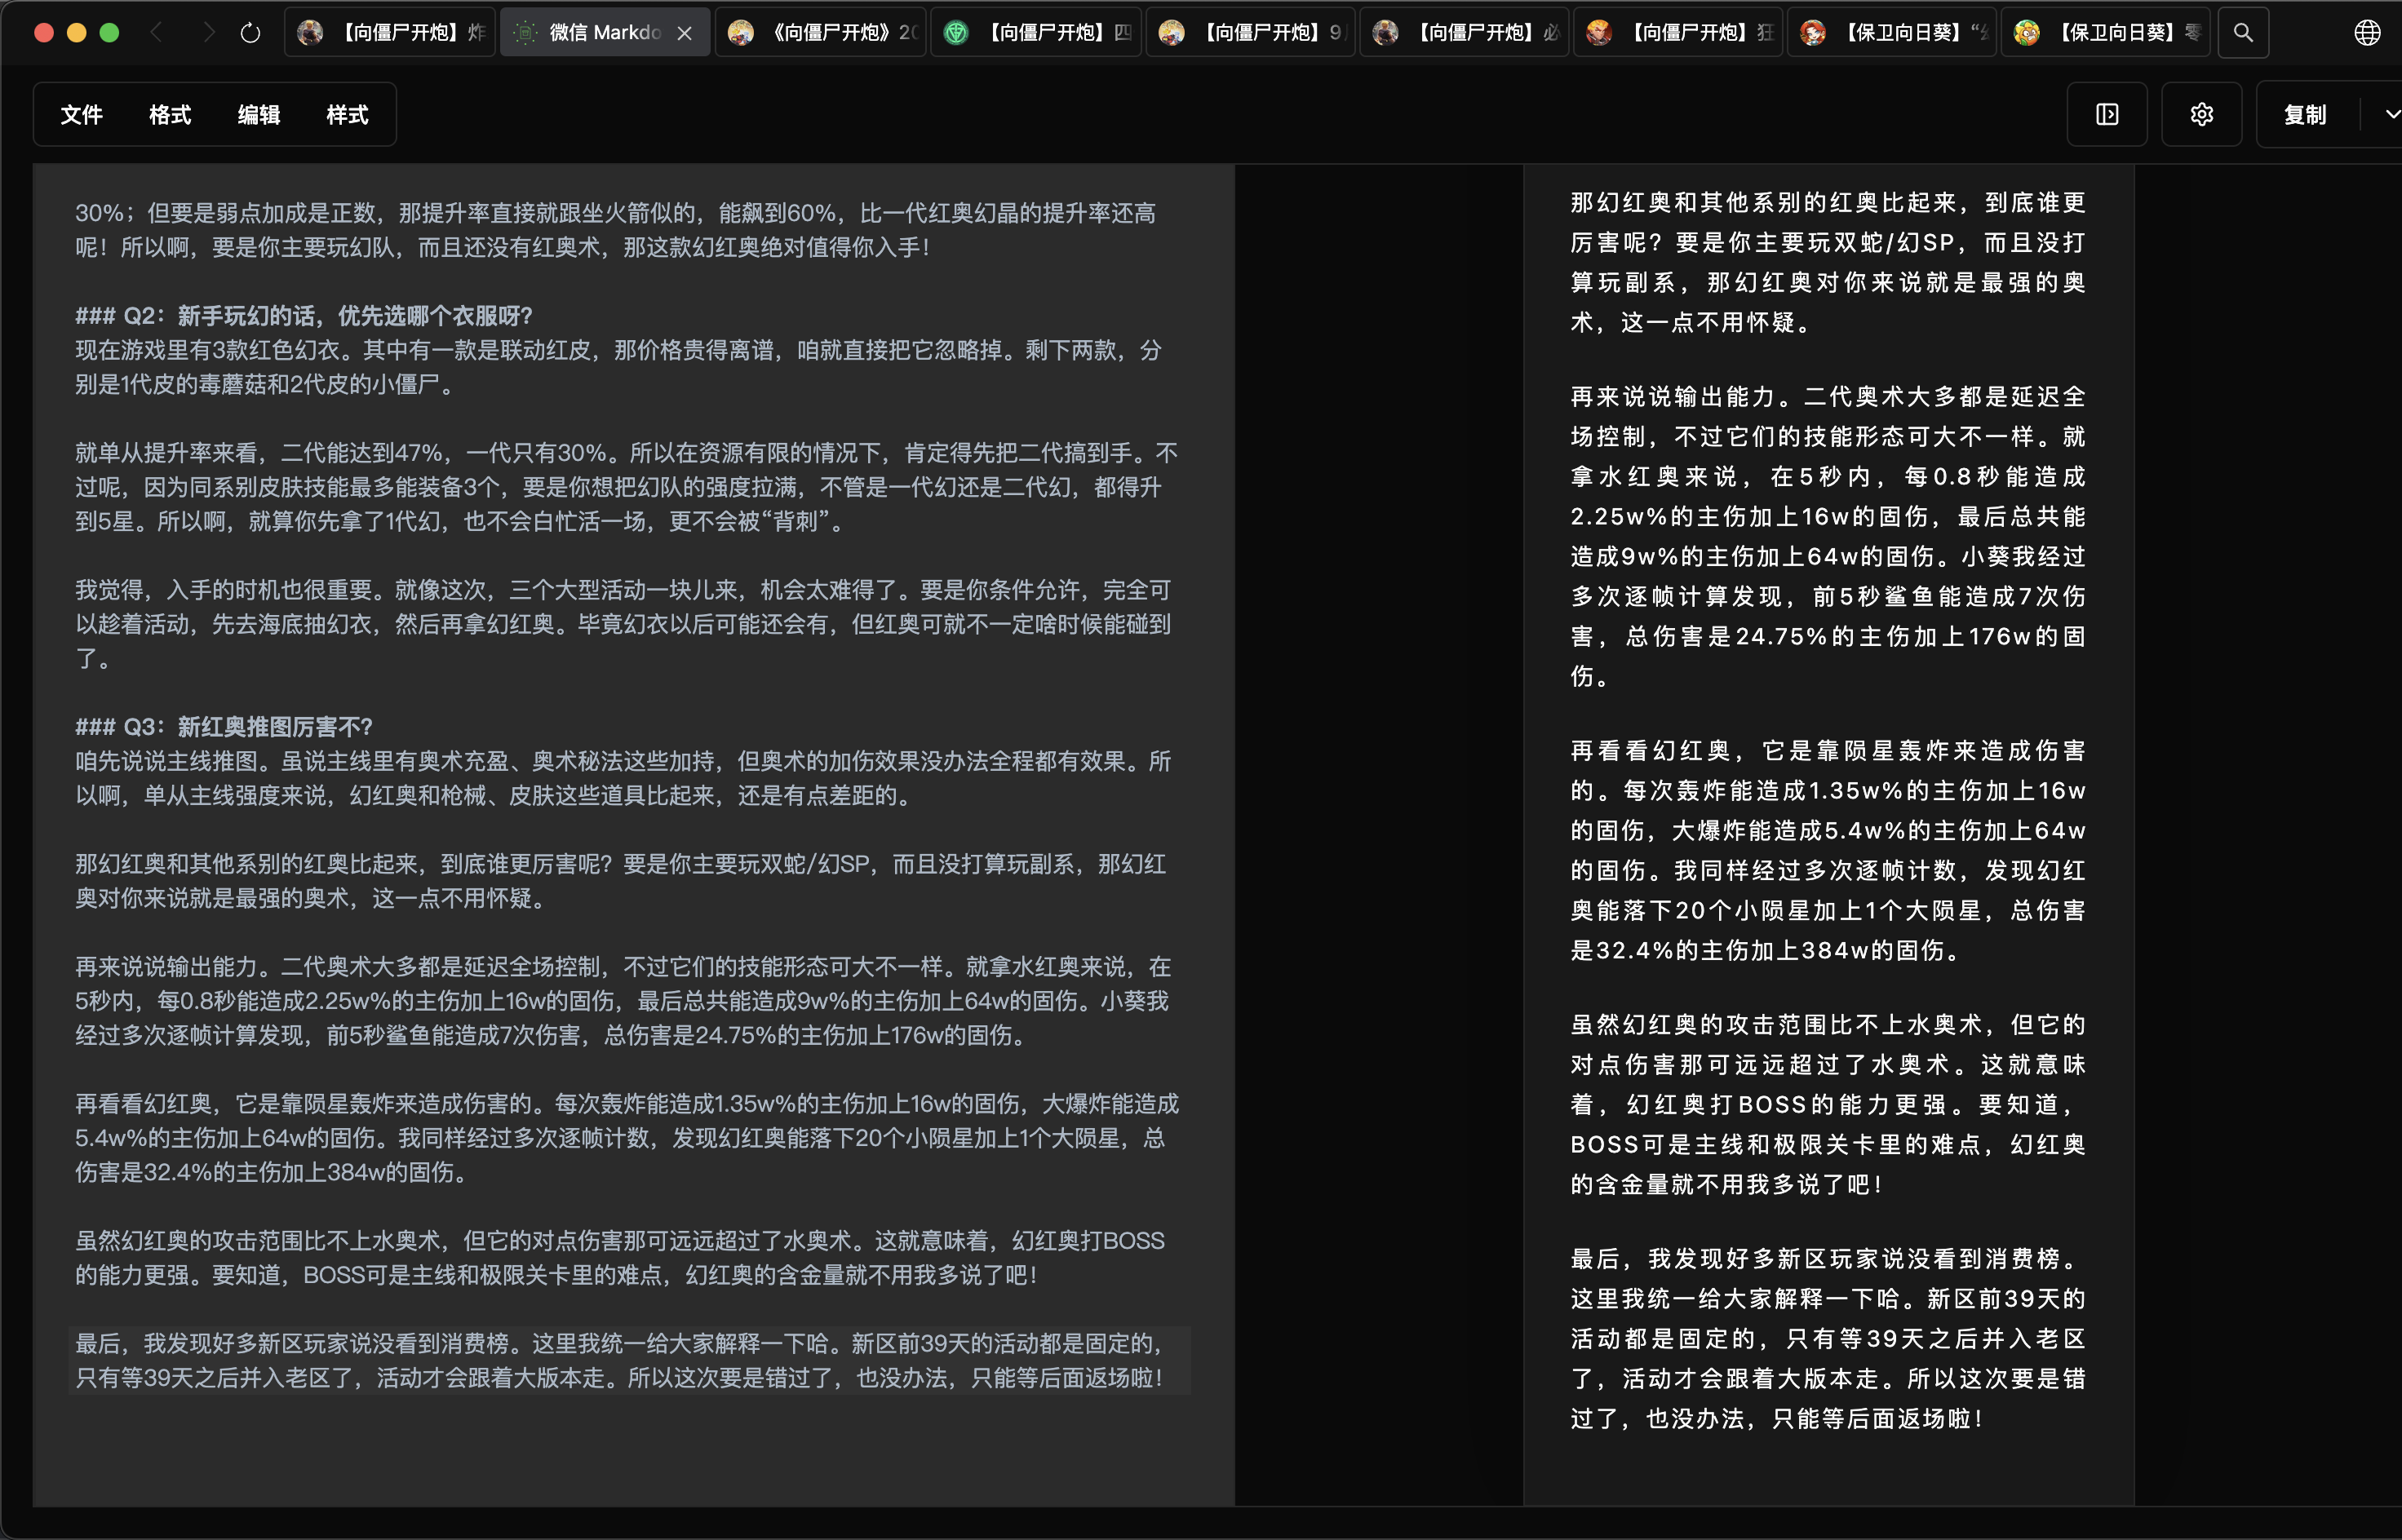 【向僵尸开炮】炸
微信 Markdo
《向僵尸开炮》20
【向僵尸开炮】四
【向僵尸开炮】9
【向僵尸开炮】必
【向僵尸开炮】狂
【保卫向日葵】“
【保卫向日葵】零
文件 格式 编辑 样式
复制
30%；但要是弱点加成是正数，那提升率直接就跟坐火箭似的，能飙到60%，比一代红奥幻晶的提升率还高
呢！所以啊，要是你主要玩幻队，而且还没有红奥术，那这款幻红奥绝对值得你入手！
### Q2：新手玩幻的话，优先选哪个衣服呀？
现在游戏里有3款红色幻衣。其中有一款是联动红皮，那价格贵得离谱，咱就直接把它忽略掉。剩下两款，分
别是1代皮的毒蘑菇和2代皮的小僵尸。
就单从提升率来看，二代能达到47%，一代只有30%。所以在资源有限的情况下，肯定得先把二代搞到手。不
过呢，因为同系别皮肤技能最多能装备3个，要是你想把幻队的强度拉满，不管是一代幻还是二代幻，都得升
到5星。所以啊，就算你先拿了1代幻，也不会白忙活一场，更不会被“背刺”。
我觉得，入手的时机也很重要。就像这次，三个大型活动一块儿来，机会太难得了。要是你条件允许，完全可
以趁着活动，先去海底抽幻衣，然后再拿幻红奥。毕竟幻衣以后可能还会有，但红奥可就不一定啥时候能碰到
了。
### Q3：新红奥推图厉害不？
咱先说说主线推图。虽说主线里有奥术充盈、奥术秘法这些加持，但奥术的加伤效果没办法全程都有效果。所
以啊，单从主线强度来说，幻红奥和枪械、皮肤这些道具比起来，还是有点差距的。
那幻红奥和其他系别的红奥比起来，到底谁更厉害呢？要是你主要玩双蛇/幻SP，而且没打算玩副系，那幻红
奥对你来说就是最强的奥术，这一点不用怀疑。
再来说说输出能力。二代奥术大多都是延迟全场控制，不过它们的技能形态可大不一样。就拿水红奥来说，在
5秒内，每0.8秒能造成2.25w%的主伤加上16w的固伤，最后总共能造成9w%的主伤加上64w的固伤。小葵我
经过多次逐帧计算发现，前5秒鲨鱼能造成7次伤害，总伤害是24.75%的主伤加上176w的固伤。
再看看幻红奥，它是靠陨星轰炸来造成伤害的。每次轰炸能造成1.35w%的主伤加上16w的固伤，大爆炸能造成
5.4w%的主伤加上64w的固伤。我同样经过多次逐帧计数，发现幻红奥能落下20个小陨星加上1个大陨星，总
伤害是32.4%的主伤加上384w的固伤。
虽然幻红奥的攻击范围比不上水奥术，但它的对点伤害那可远远超过了水奥术。这就意味着，幻红奥打BOSS
的能力更强。要知道，BOSS可是主线和极限关卡里的难点，幻红奥的含金量就不用我多说了吧！
最后，我发现好多新区玩家说没看到消费榜。这里我统一给大家解释一下哈。新区前39天的活动都是固定的，
只有等39天之后并入老区了，活动才会跟着大版本走。所以这次要是错过了，也没办法，只能等后面返场啦！
那幻红奥和其他系别的红奥比起来，到底谁更
厉害呢？要是你主要玩双蛇/幻SP，而且没打
算玩副系，那幻红奥对你来说就是最强的奥
术，这一点不用怀疑。
再来说说输出能力。二代奥术大多都是延迟全
场控制，不过它们的技能形态可大不一样。就
拿水红奥来说，在5秒内，每0.8秒能造成
2.25w%的主伤加上16w的固伤，最后总共能
造成9w%的主伤加上64w的固伤。小葵我经过
多次逐帧计算发现，前5秒鲨鱼能造成7次伤
害，总伤害是24.75%的主伤加上176w的固
伤。
再看看幻红奥，它是靠陨星轰炸来造成伤害
的。每次轰炸能造成1.35w%的主伤加上16w
的固伤，大爆炸能造成5.4w%的主伤加上64w
的固伤。我同样经过多次逐帧计数，发现幻红
奥能落下20个小陨星加上1个大陨星，总伤害
是32.4%的主伤加上384w的固伤。
虽然幻红奥的攻击范围比不上水奥术，但它的
对点伤害那可远远超过了水奥术。这就意味
着，幻红奥打BOSS的能力更强。要知道，
BOSS可是主线和极限关卡里的难点，幻红奥
的含金量就不用我多说了吧！
最后，我发现好多新区玩家说没看到消费榜。
这里我统一给大家解释一下哈。新区前39天的
活动都是固定的，只有等39天之后并入老区
了，活动才会跟着大版本走。所以这次要是错
过了，也没办法，只能等后面返场啦！